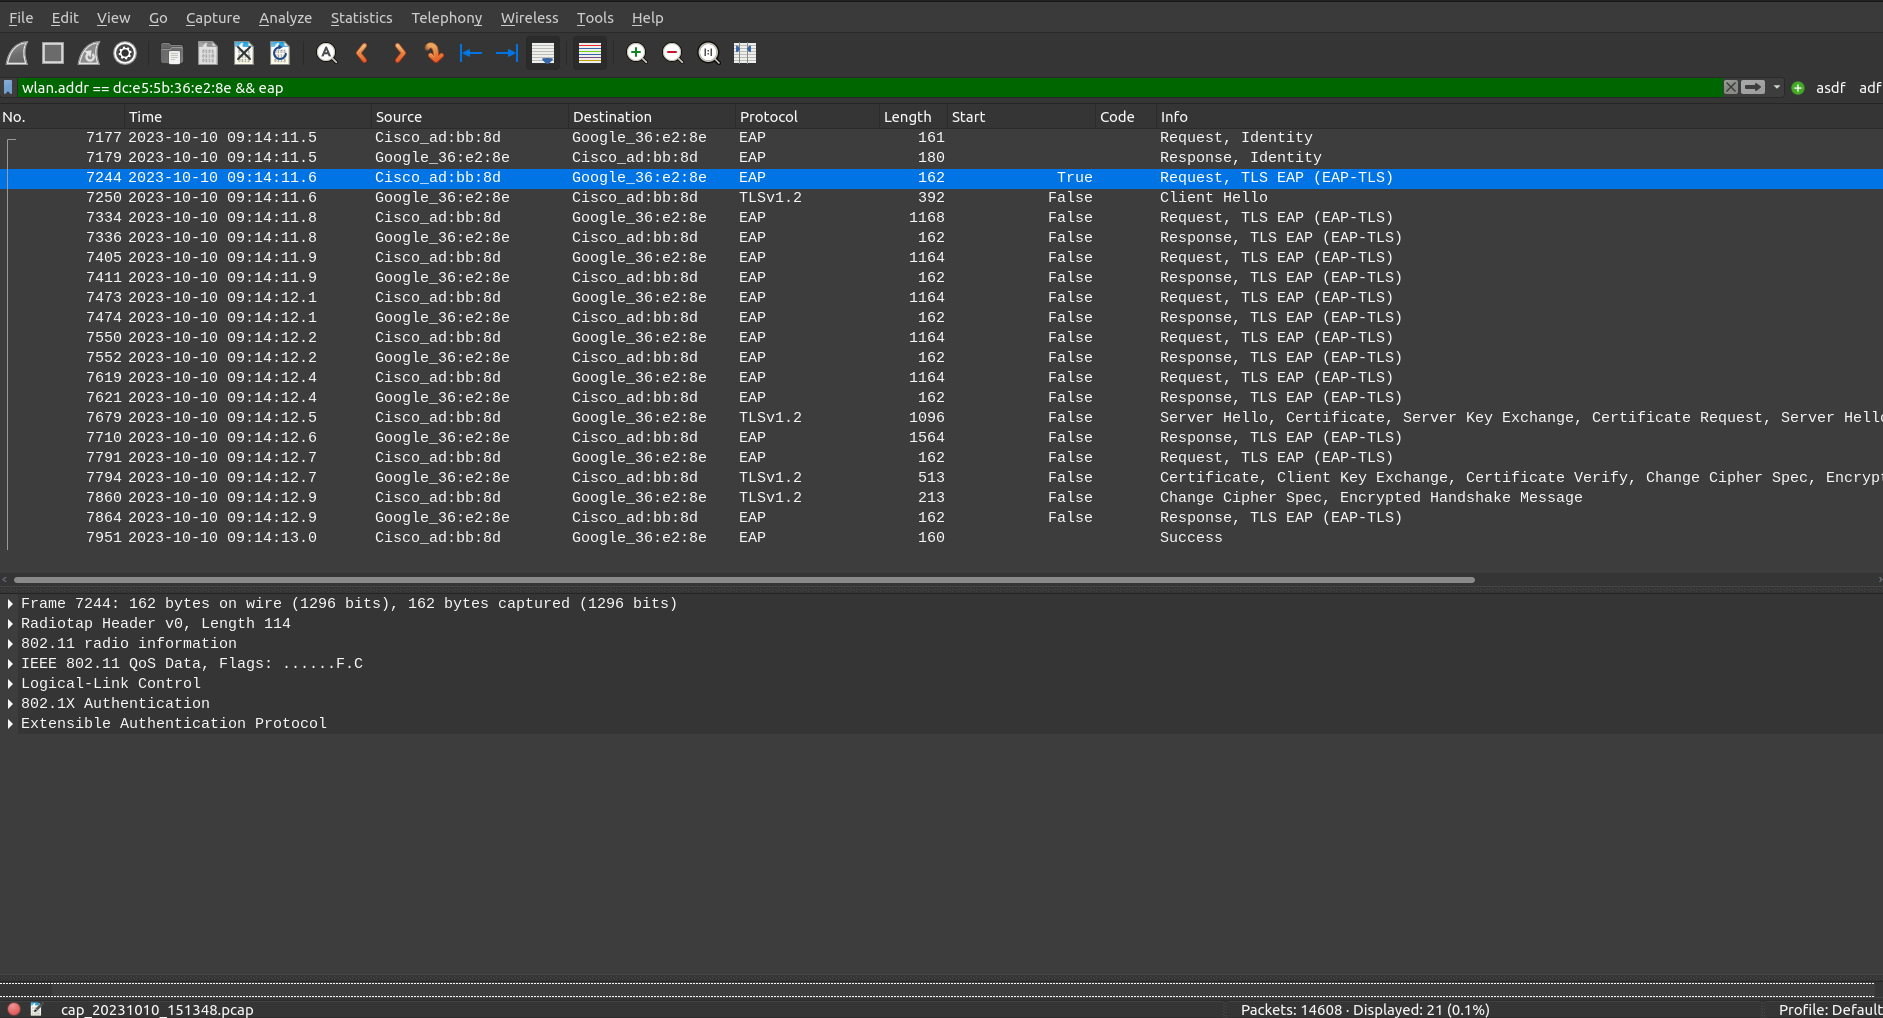 File Edit View Go Capture Analyze Statistics Telephony Wireless Tools Help
wlan.addr == dc:e5:5b:36:e2:8e && eap asdf adf
No. Time Source Destination Protocol Length Start Code Info
7177 2023-10-10 09:14:11.5 Cisco_ad:bb:8d Google_36:e2:8e EAP 161 Request, Identity
7179 2023-10-10 09:14:11.5 Google_36:e2:8e Cisco_ad:bb:8d EAP 180 Response, Identity
7244 2023-10-10 09:14:11.6 Cisco_ad:bb:8d Google_36:e2:8e EAP 162 True Request, TLS EAP (EAP-TLS)
7250 2023-10-10 09:14:11.6 Google_36:e2:8e Cisco_ad:bb:8d TLSv1.2 392 False Client Hello
7334 2023-10-10 09:14:11.8 Cisco_ad:bb:8d Google_36:e2:8e EAP 1168 False Request, TLS EAP (EAP-TLS)
7336 2023-10-10 09:14:11.8 Google_36:e2:8e Cisco_ad:bb:8d EAP 162 False Response, TLS EAP (EAP-TLS)
7405 2023-10-10 09:14:11.9 Cisco_ad:bb:8d Google_36:e2:8e EAP 1164 False Request, TLS EAP (EAP-TLS)
7411 2023-10-10 09:14:11.9 Google_36:e2:8e Cisco_ad:bb:8d EAP 162 False Response, TLS EAP (EAP-TLS)
7473 2023-10-10 09:14:12.1 Cisco_ad:bb:8d Google_36:e2:8e EAP 1164 False Request, TLS EAP (EAP-TLS)
7474 2023-10-10 09:14:12.1 Google_36:e2:8e Cisco_ad:bb:8d EAP 162 False Response, TLS EAP (EAP-TLS)
7550 2023-10-10 09:14:12.2 Cisco_ad:bb:8d Google_36:e2:8e EAP 1164 False Request, TLS EAP (EAP-TLS)
7552 2023-10-10 09:14:12.2 Google_36:e2:8e Cisco_ad:bb:8d EAP 162 False Response, TLS EAP (EAP-TLS)
7619 2023-10-10 09:14:12.4 Cisco_ad:bb:8d Google_36:e2:8e EAP 1164 False Request, TLS EAP (EAP-TLS)
7621 2023-10-10 09:14:12.4 Google_36:e2:8e Cisco_ad:bb:8d EAP 162 False Response, TLS EAP (EAP-TLS)
7679 2023-10-10 09:14:12.5 Cisco_ad:bb:8d Google_36:e2:8e TLSv1.2 1096 False Server Hello, Certificate, Server Key Exchange, Certificate Request, Server Hell
7710 2023-10-10 09:14:12.6 Google_36:e2:8e Cisco_ad:bb:8d EAP 1564 False Response, TLS EAP (EAP-TLS)
7791 2023-10-10 09:14:12.7 Cisco_ad:bb:8d Google_36:e2:8e EAP 162 False Request, TLS EAP (EAP-TLS)
7794 2023-10-10 09:14:12.7 Google_36:e2:8e Cisco_ad:bb:8d TLSv1.2 513 False Certificate, Client Key Exchange, Certificate Verify, Change Cipher Spec, Encryp
7860 2023-10-10 09:14:12.9 Cisco_ad:bb:8d Google_36:e2:8e TLSv1.2 213 False Change Cipher Spec, Encrypted Handshake Message
7864 2023-10-10 09:14:12.9 Google_36:e2:8e Cisco_ad:bb:8d EAP 162 False Response, TLS EAP (EAP-TLS)
7951 2023-10-10 09:14:13.0 Cisco_ad:bb:8d Google_36:e2:8e EAP 160 Success
Frame 7244: 162 bytes on wire (1296 bits), 162 bytes captured (1296 bits)
Radiotap Header v0, Length 114
802.11 radio information
IEEE 802.11 QoS Data, Flags: ......F.C
Logical-Link Control
802.1X Authentication
Extensible Authentication Protocol
cap_20231010_151348.pcap Packets: 14608 · Displayed: 21 (0.1%) Profile: Default